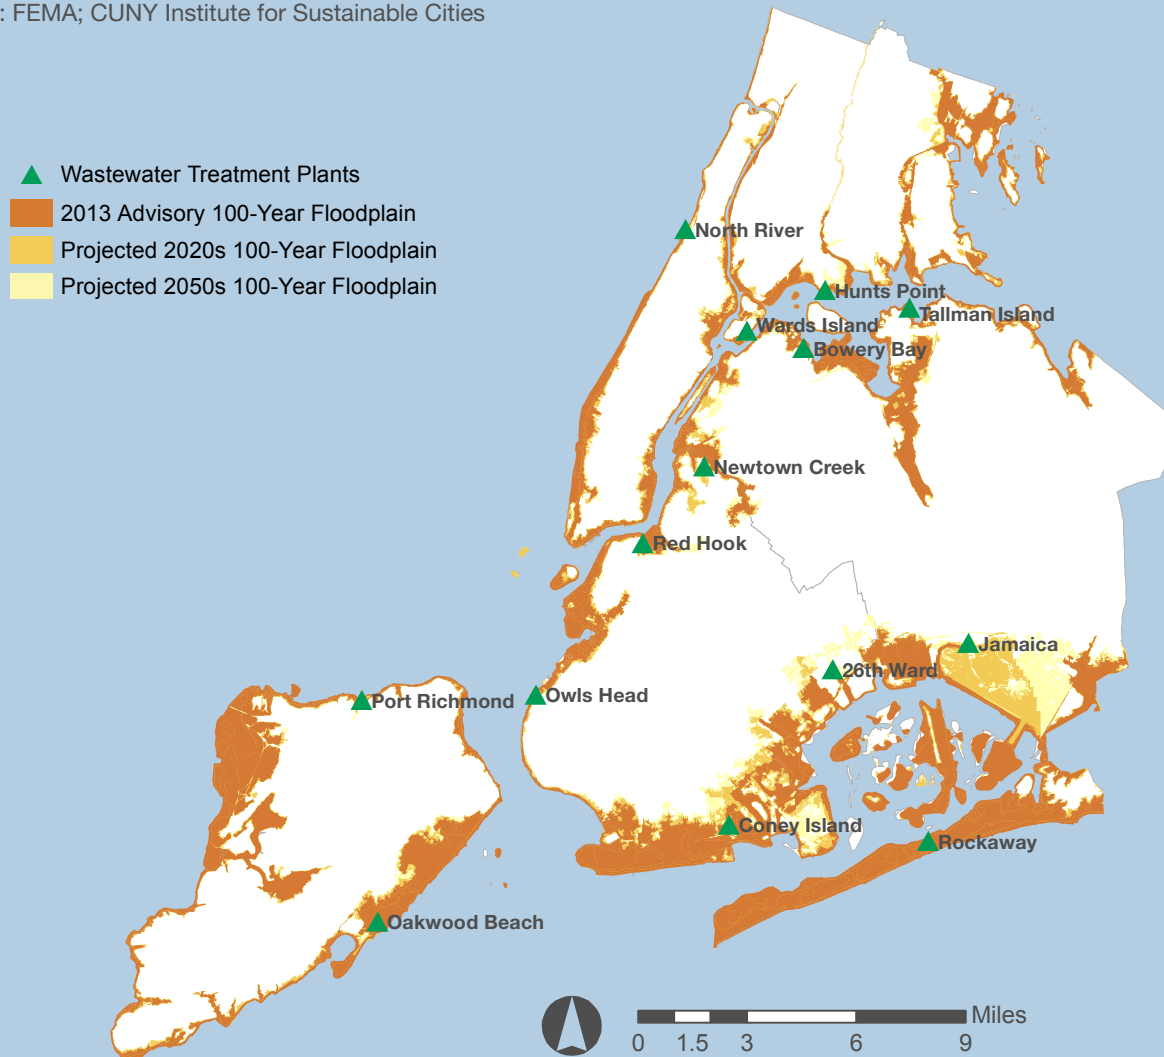 : FEMA; CUNY Institute for Sustainable Cities
Wastewater Treatment Plants
2013 Advisory 100-Year Floodplain
Projected 2020s 100-Year Floodplain
Projected 2050s 100-Year Floodplain
North River
Hunts Point
Tallman Island
Wards Island
Bowery Bay
Newtown Creek
Red Hook
Jamaica
26th Ward
Port Richmond
Owls Head
Coney Island
Rockaway
Oakwood Beach
Miles
0 1.5 3 6 9